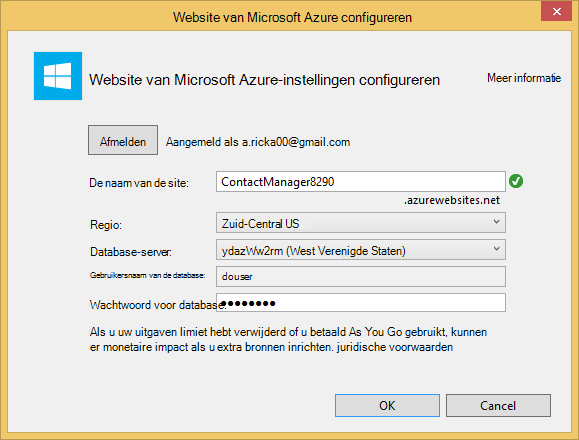 Website van Microsoft Azure configureren
Website van Microsoft Azure-instellingen configureren
Meer informatie
Afmelden
Aangemeld als a.ricka00@gmail.com
De naam van de site:
ContactManager8290
.azurewebsites.net
Regio:
Zuid-Central US
Database-server:
ydazWw2rm (West Verenigde Staten)
Gebruikersnaam van de database:
douser
Wachtwoord voor database:
●●●●●●●●
Als u uw uitgaven limiet hebt verwijderd of u betaald As You Go gebruikt, kunnen
er monetaire impact als u extra bronnen inrichten. juridische voorwaarden
OK
Cancel